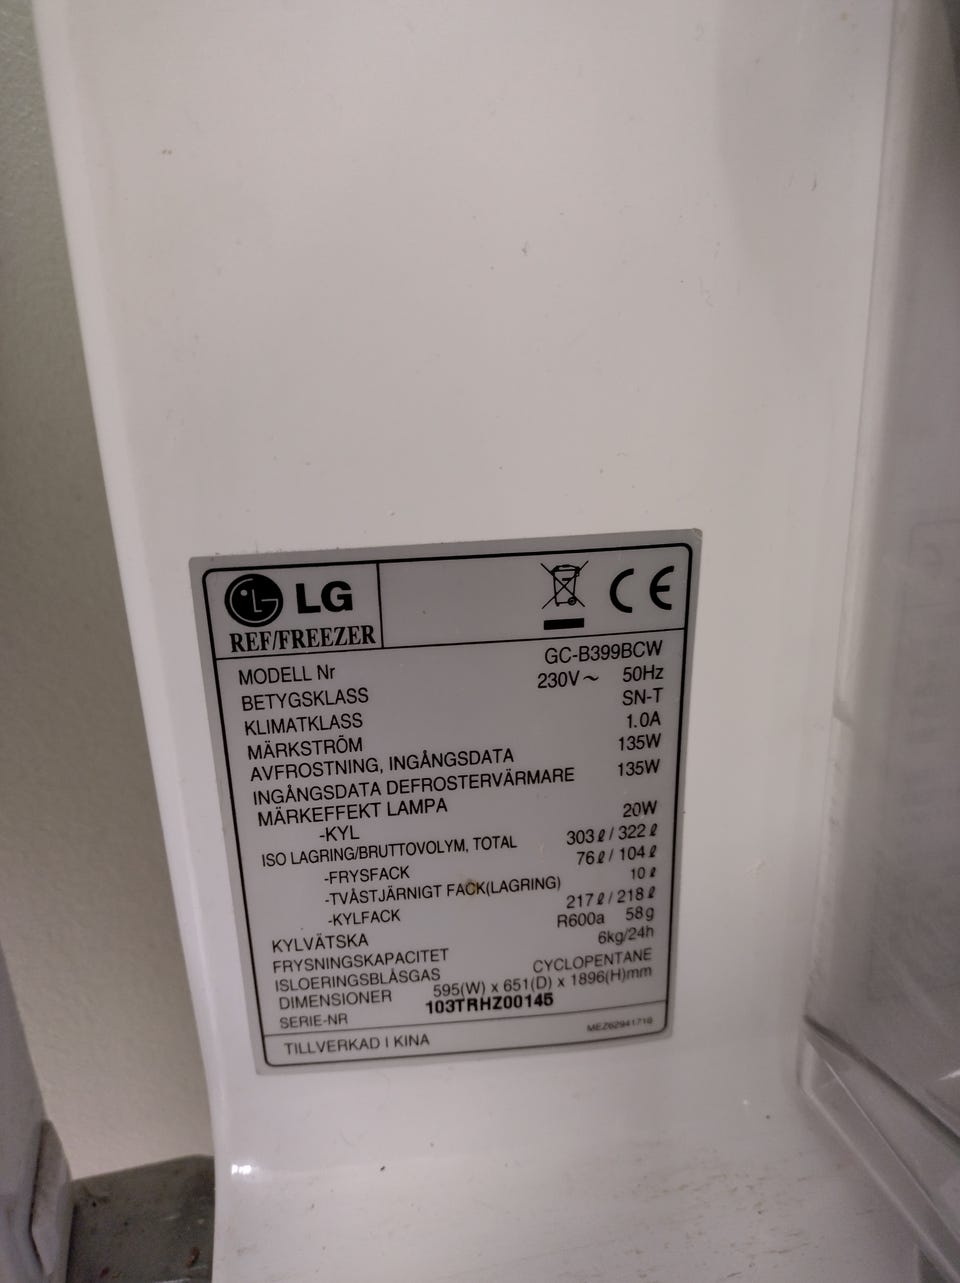 LG
REF/FREEZER
CE
MODELL Nr GC-B399BCW
BETYGSKLASS 230V～ 50Hz
KLIMATKLASS SN-T
MÄRKSTRÖM 1.0A
AVFROSTNING, INGÅNGSDATA 135W
INGÅNGSDATA DEFROSTERVÄRMARE 135W
MÄRKEFFEKT LAMPA
-KYL 20W
ISO LAGRING/BRUTTOVOLYM, TOTAL 303ℓ/322ℓ
-FRYSFACK 76ℓ/104ℓ
-TVÅSTJÄRNIGT FACK(LAGRING) 10ℓ
-KYLFACK 217ℓ/218ℓ
KYLVÄTSKA R600a 58g
FRYSNINGSKAPACITET 6kg/24h
ISLOERINGSBLÅSGAS CYCLOPENTANE
DIMENSIONER 595(W) x 651(D) x 1896(H)mm
SERIE-NR 103TRHZ00145
TILLVERKAD I KINA MEZ62941716